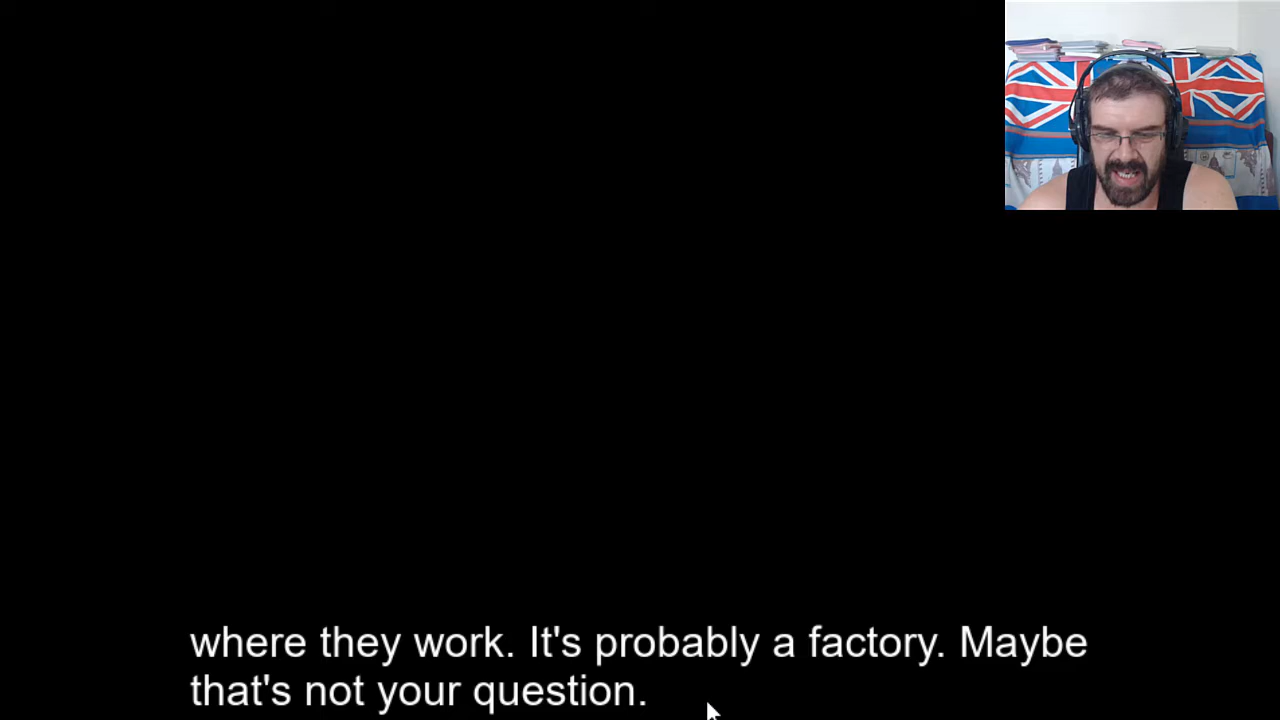 where they work. It's probably a factory. Maybe
that's not your question.